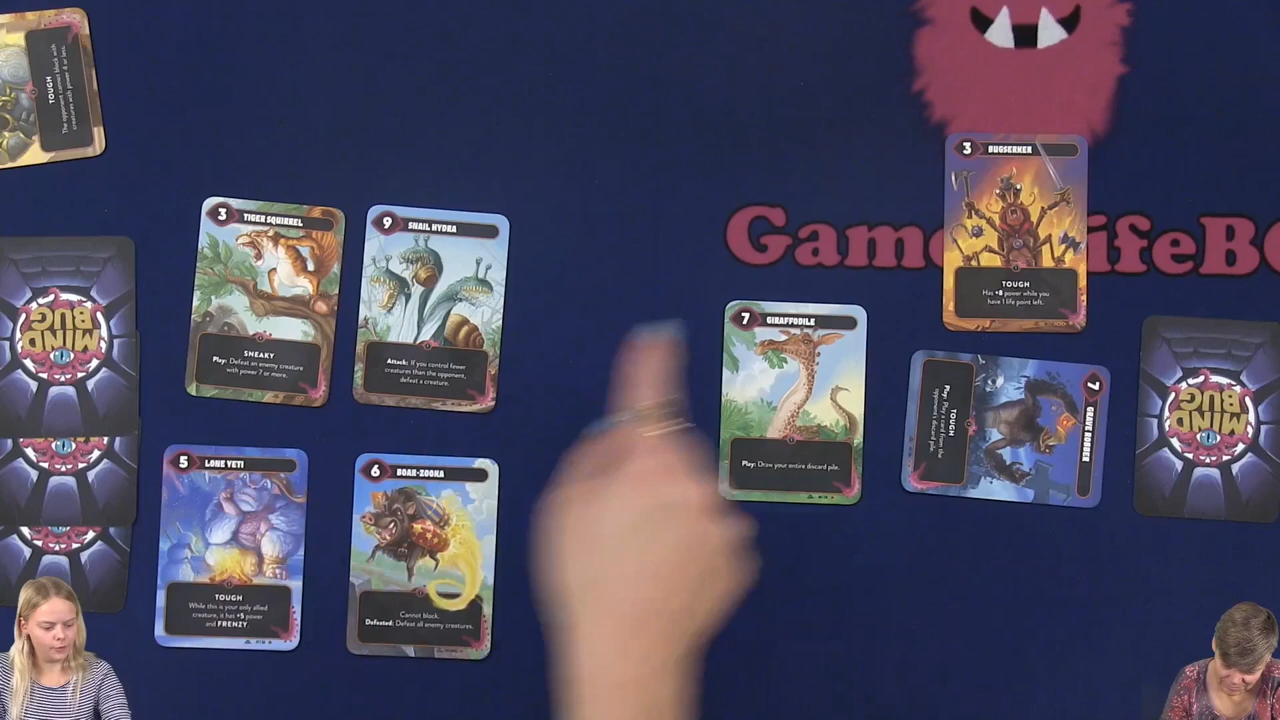 TOUGH
The opponent cannot block with
creatures with power 4 or less.
3 TIGER SQUIRREL
SNEAKY
Play: Defeat an enemy creature
with power 7 or more.
9 SNAIL HYDRA
Attack: If you control fewer
creatures than the opponent,
defeat a creature.
5 LONE YETI
TOUGH
While this is your only allied
creature, it has +5 power
and FRENZY.
6 BOAR-ZOOKA
Cannot block.
Defeated: Defeat all enemy creatures.
7 GIRAFFODILE
Play: Draw your entire discard pile.
3 BUGSERKER
TOUGH
Has +8 power while you
have 1 life point left.
7 GRAVE ROBBER
TOUGH
Play: Play a card from the
opponent's discard pile.
MIND
BUG
MIND
BUG